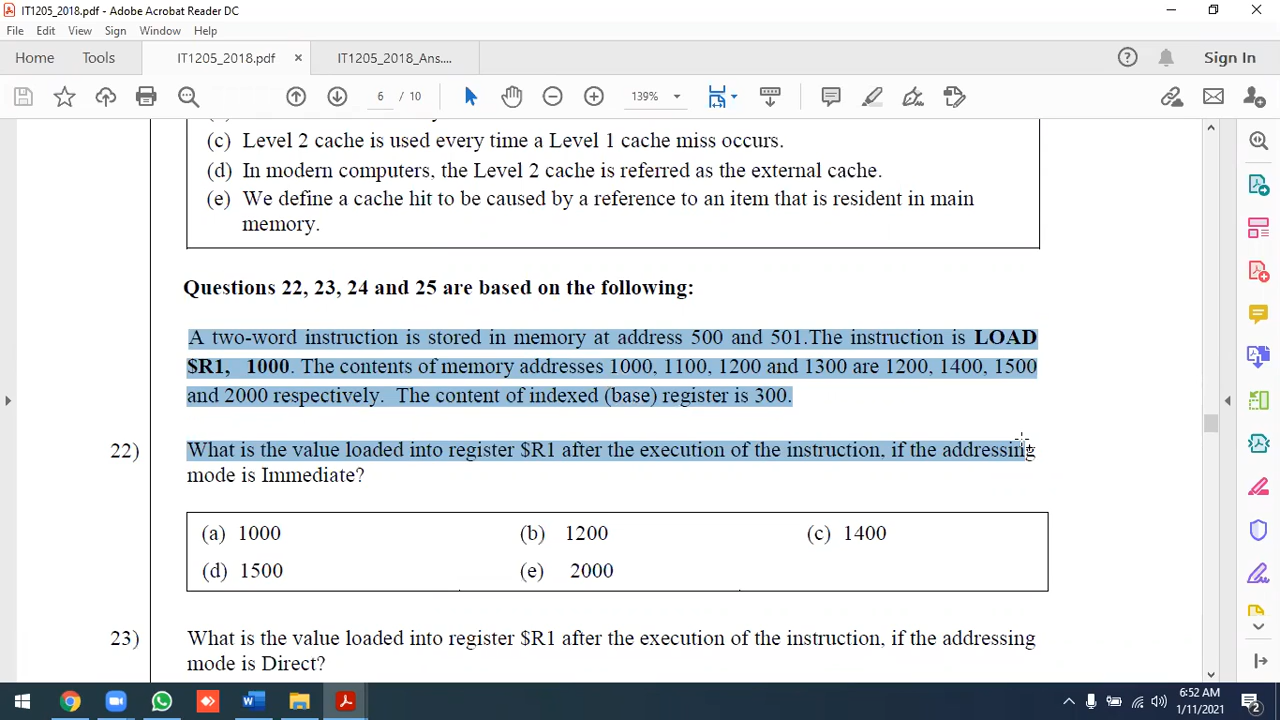 IT1205_2018.pdf - Adobe Acrobat Reader DC
File Edit View Sign Window Help
Home Tools IT1205_2018.pdf × IT1205_2018_Ans.... Sign In
6 / 10 139%
(c) Level 2 cache is used every time a Level 1 cache miss occurs.
(d) In modern computers, the Level 2 cache is referred as the external cache.
(e) We define a cache hit to be caused by a reference to an item that is resident in main
memory.
Questions 22, 23, 24 and 25 are based on the following:
A two-word instruction is stored in memory at address 500 and 501.The instruction is LOAD
$R1, 1000. The contents of memory addresses 1000, 1100, 1200 and 1300 are 1200, 1400, 1500
and 2000 respectively. The content of indexed (base) register is 300.
22) What is the value loaded into register $R1 after the execution of the instruction, if the addressing
mode is Immediate?
(a) 1000 (b) 1200 (c) 1400
(d) 1500 (e) 2000
23) What is the value loaded into register $R1 after the execution of the instruction, if the addressing
mode is Direct?
6:52 AM
1/11/2021
2